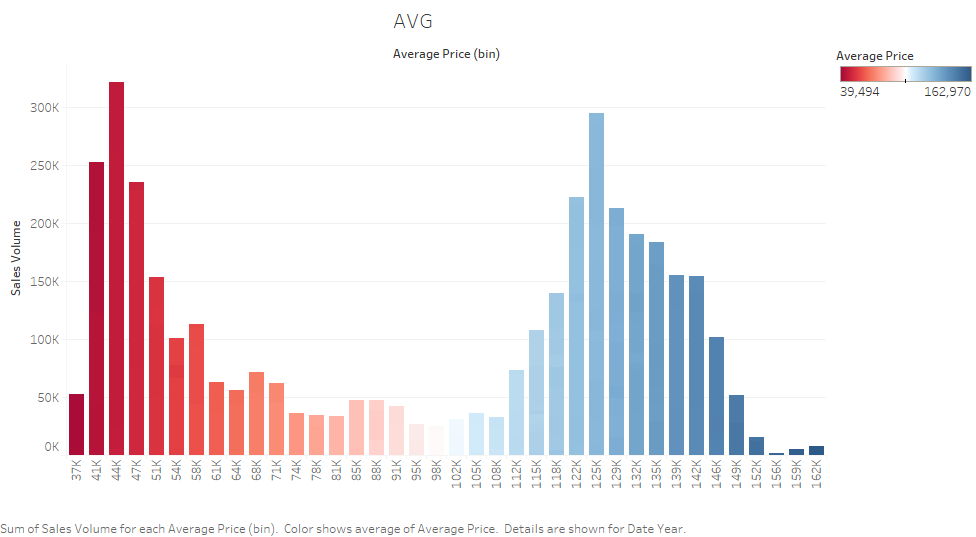 AVG
Average Price (bin)
Average Price
39,494 162,970
Sales Volume
300K
250K
200K
150K
100K
50K
0K
37K 41K 44K 47K 51K 54K 58K 61K 64K 68K 71K 74K 78K 81K 85K 88K 91K 95K 98K 102K 105K 108K 112K 115K 118K 122K 125K 129K 132K 135K 139K 142K 146K 149K 152K 156K 159K 162K
Sum of Sales Volume for each Average Price (bin). Color shows average of Average Price. Details are shown for Date Year.